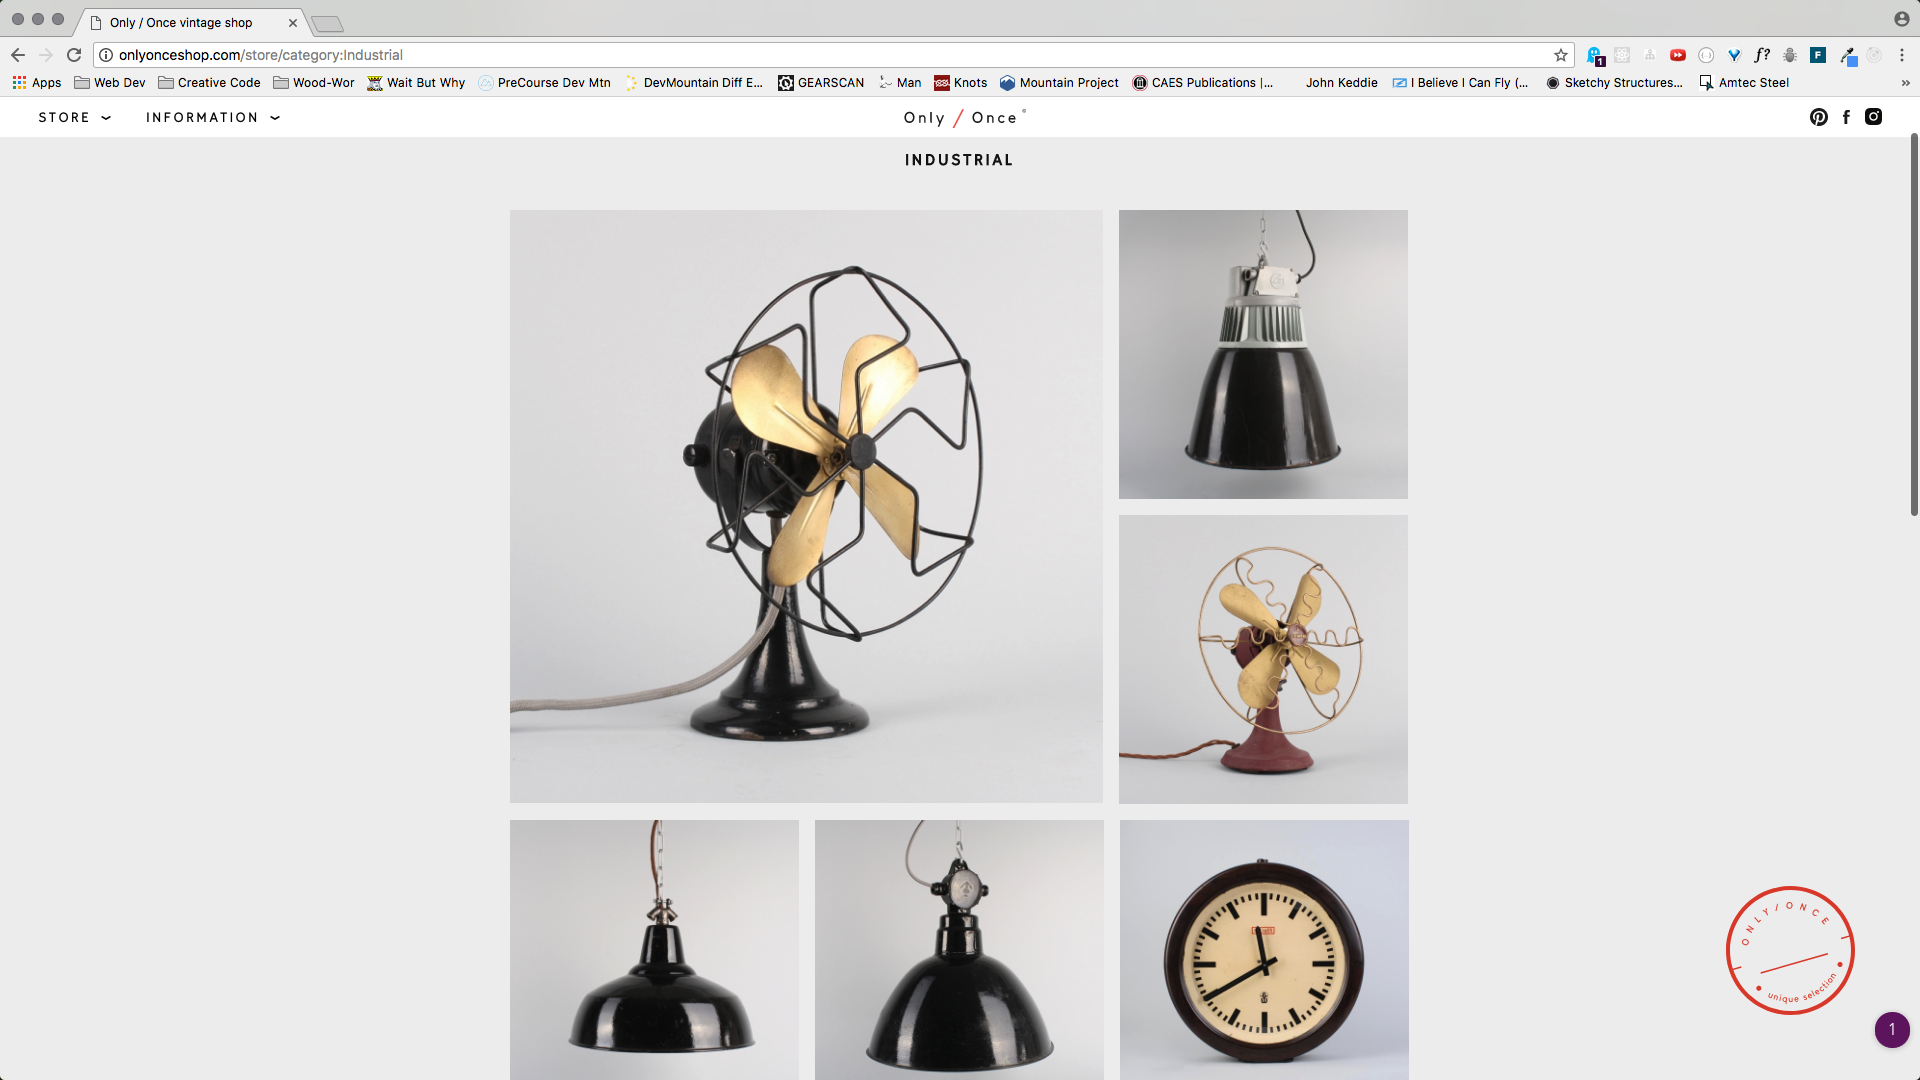 Only / Once vintage shop
onlyonceshop.com/store/category:Industrial
1
f?
F
Apps
Web Dev
Creative Code
Wood-Wor
Wait But Why
PreCourse Dev Mtn
DevMountain Diff E...
GEARSCAN
Man
Knots
Mountain Project
CAES Publications |...
John Keddie
I Believe I Can Fly (...
Sketchy Structures...
Amtec Steel
»
STORE
INFORMATION
Only / Once
INDUSTRIAL
ONLY/ONCE
unique selection
1